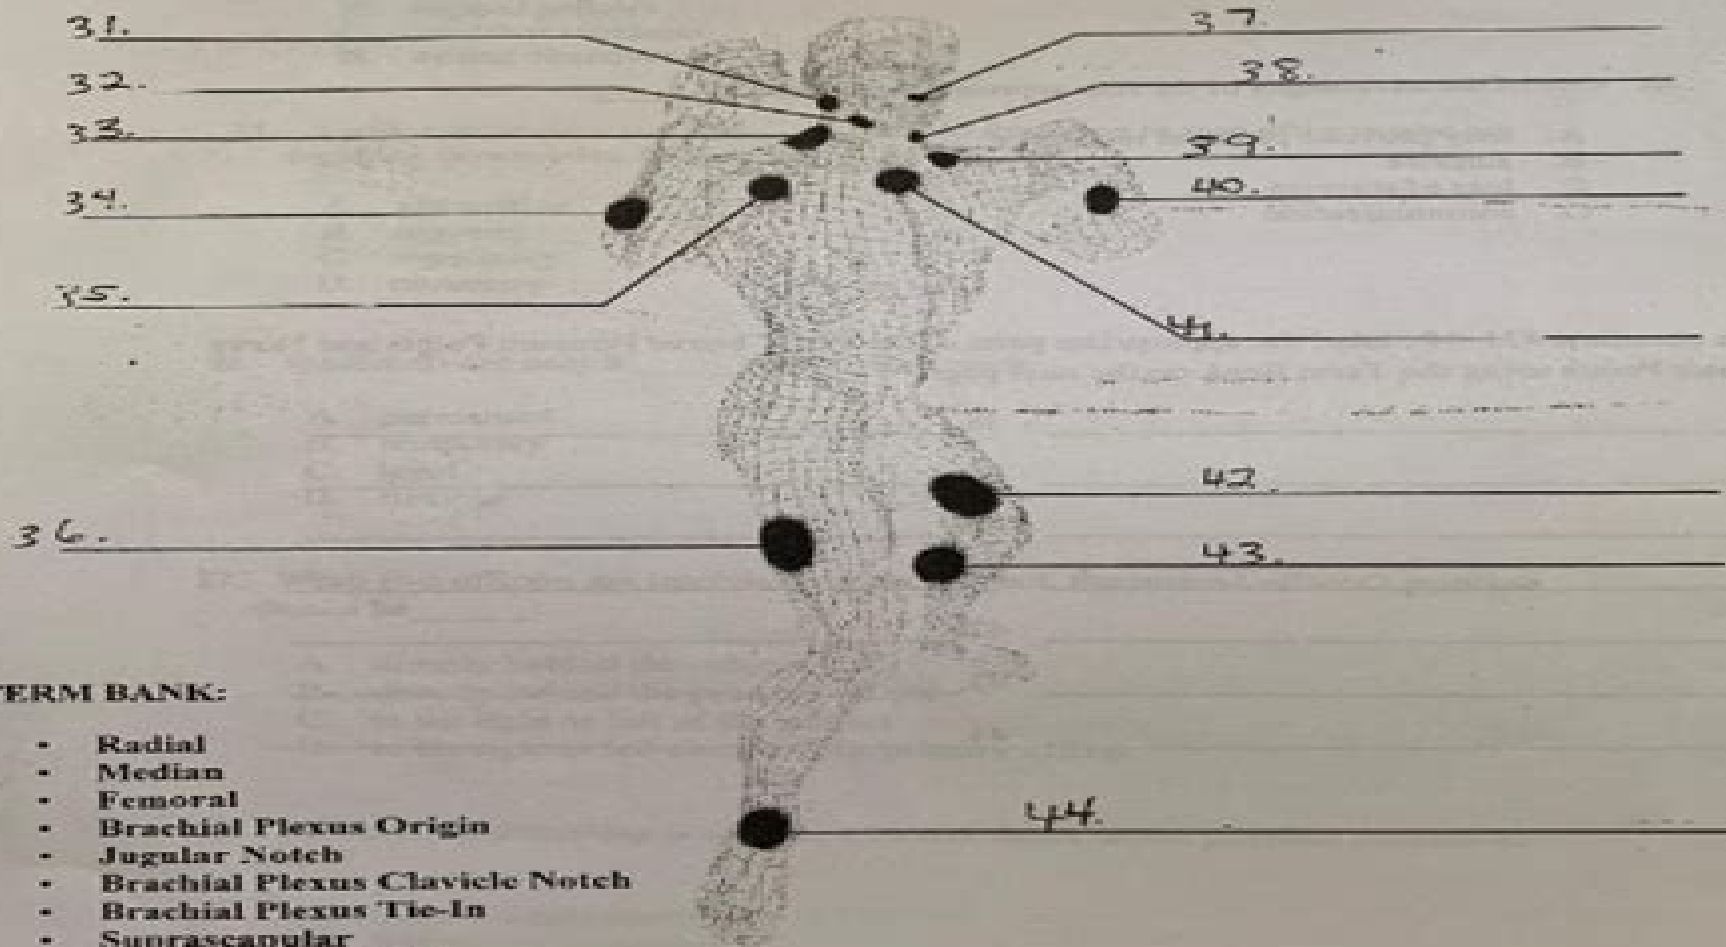 31.
32.
33.
34.
35.
36.
37.
38.
39.
40.
41.
42.
43.
44.
TERM BANK:
• Radial
• Median
• Femoral
• Brachial Plexus Origin
• Jugular Notch
• Brachial Plexus Clavicle Notch
• Brachial Plexus Tie-In
• Suprascapular